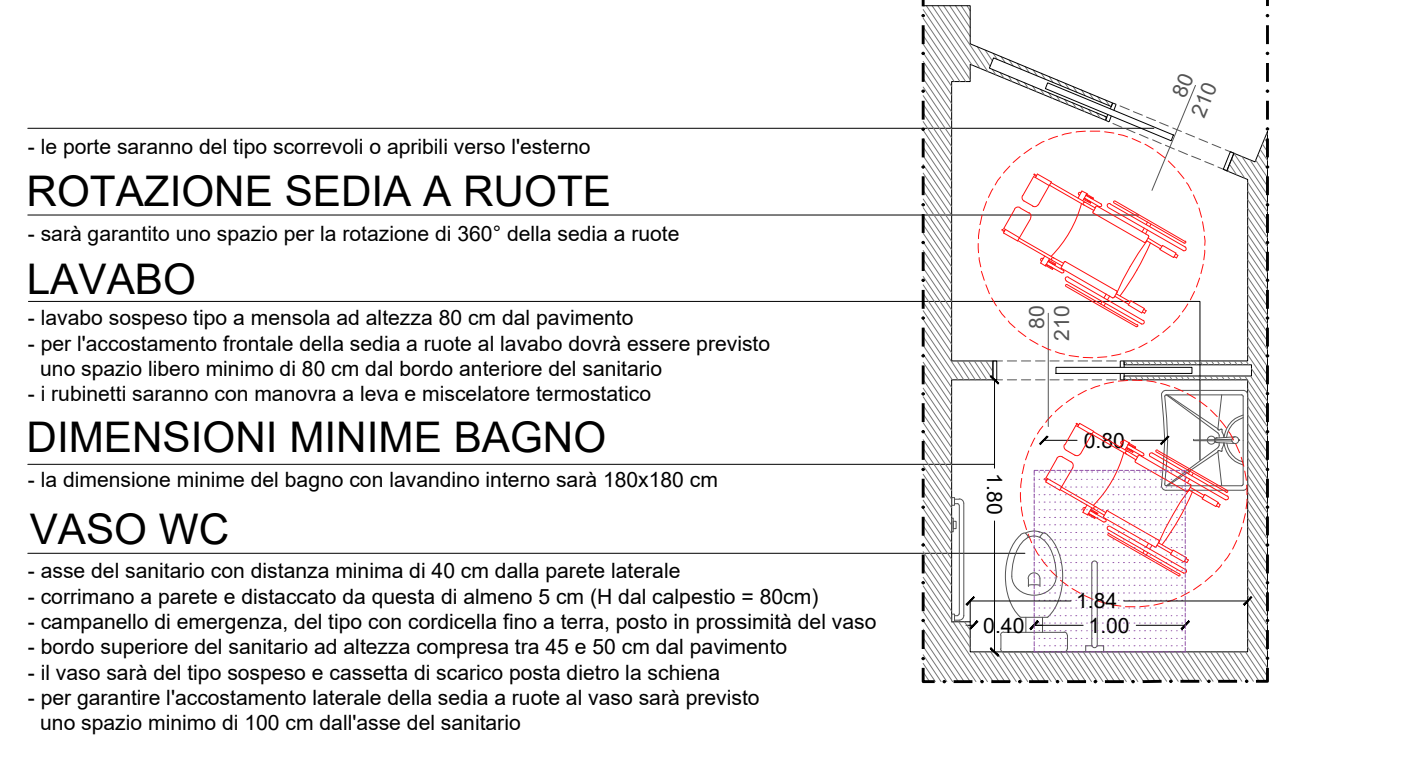 - le porte saranno del tipo scorrevoli o apribili verso l'esterno
ROTAZIONE SEDIA A RUOTE
- sarà garantito uno spazio per la rotazione di 360° della sedia a ruote
LAVABO
- lavabo sospeso tipo a mensola ad altezza 80 cm dal pavimento
- per l'accostamento frontale della sedia a ruote al lavabo dovrà essere previsto
uno spazio libero minimo di 80 cm dal bordo anteriore del sanitario
- i rubinetti saranno con manovra a leva e miscelatore termostatico
DIMENSIONI MINIME BAGNO
- la dimensione minime del bagno con lavandino interno sarà 180x180 cm
VASO WC
- asse del sanitario con distanza minima di 40 cm dalla parete laterale
- corrimano a parete e distaccato da questa di almeno 5 cm (H dal calpestio = 80cm)
- campanello di emergenza, del tipo con cordicella fino a terra, posto in prossimità del vaso
- bordo superiore del sanitario ad altezza compresa tra 45 e 50 cm dal pavimento
- il vaso sarà del tipo sospeso e cassetta di scarico posta dietro la schiena
- per garantire l'accostamento laterale della sedia a ruote al vaso sarà previsto
uno spazio minimo di 100 cm dall'asse del sanitario
80
210
80
210
0.80
1.80
1.84
0.40
1.00